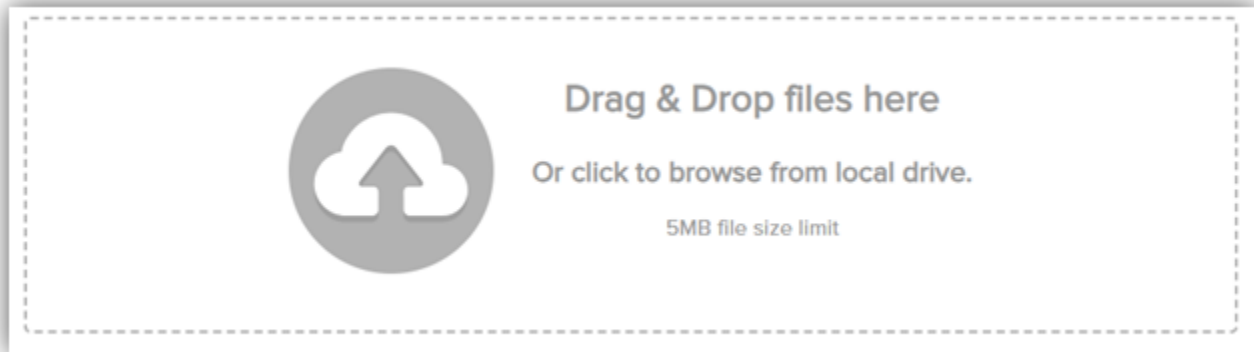 Drag & Drop files here
Or click to browse from local drive.
5MB file size limit